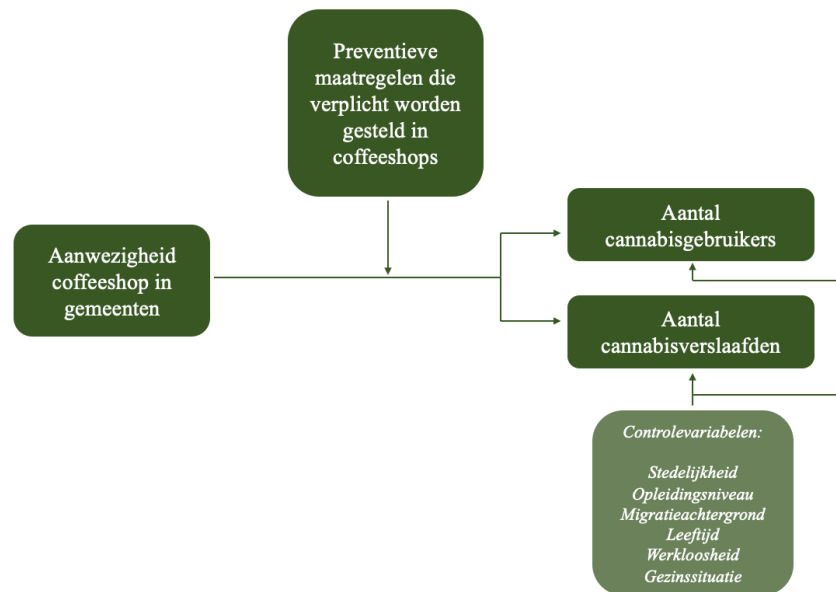 Preventieve
maatregelen die
verplicht worden
gesteld in
coffeeshops
Aanwezigheid
coffeeshop in
gemeenten
Aantal
cannabisgebruikers
Aantal
cannabisverslaafden
Controlevariabelen:
Stedelijkheid
Opleidingsniveau
Migratieachtergrond
Leeftijd
Werkloosheid
Gezinssituatie